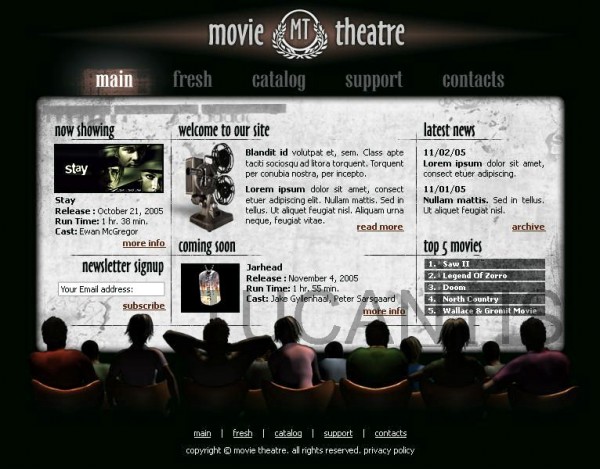 movie MT theatre
main fresh catalog support contacts
now showing
stay
Stay
Release : October 21, 2005
Run Time: 1 hr. 38 min.
Cast: Ewan McGregor
more info
newsletter signup
Your Email address:
subscribe
welcome to our site
Blandit id volutpat et, sem. Class apte
taciti sociosqu ad litora torquent. Torquent
per conubia nostra, per incepto.
Lorem ipsum dolor sit amet, consect
etuer adipiscing elit. Nullam mattis. Sed in
tellus. Ut aliquet feugiat nisl. Aliquam urna
neque, feugiat vitae.
read more
coming soon
Jarhead
Release : November 4, 2005
Run Time: 1 hr. 55 min.
Cast: Jake Gyllenhaal, Peter Sarsgaard
more info
latest news
11/02/05
Lorem ipsum dolor sit amet,
consect etuer adipiscing.
11/01/05
Nullam mattis. Sed in tellus.
Ut aliquet feugiat nisl.
archive
top 5 movies
1. Saw II
2. Legend Of Zorro
3. Doom
4. North Country
5. Wallace & Gromit Movie
main | fresh | catalog | support | contacts
copyright © movie theatre. all rights reserved. privacy policy